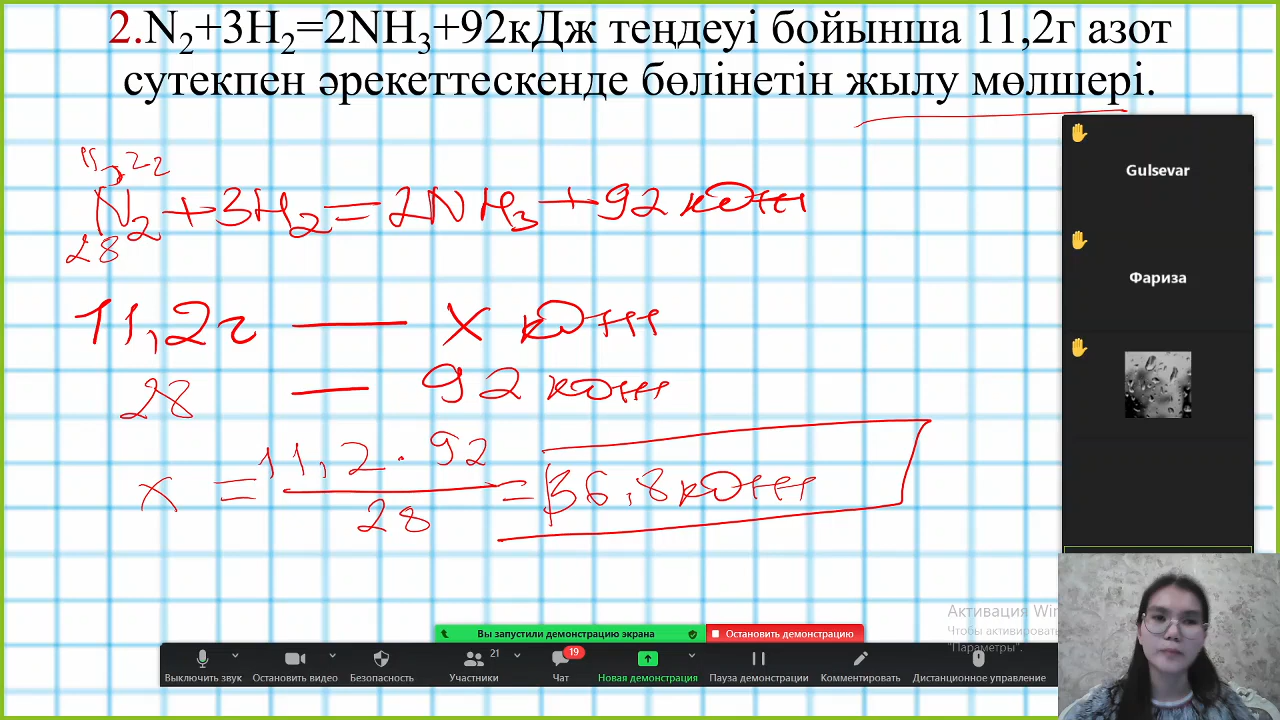 2.N₂+3H₂=2NH₃+92кДж теңдеуі бойынша 11,2г азот
сутекпен әрекеттескенде бөлінетін жылу мөлшері.
11,2г
N₂+3H₂=2NH₃+92кДж
28
11,2г — x кДж
28 — 92 кДж
x = 11,2·92/28 = 36,8кДж
Gulsevar
Фариза
Активация Win
Чтобы активировать
"Параметры".
Вы запустили демонстрацию экрана
Остановить демонстрацию
21
19
Выключить звук
Остановить видео
Безопасность
Участники
Чат
Новая демонстрация
Пауза демонстрации
Комментировать
Дистанционное управление